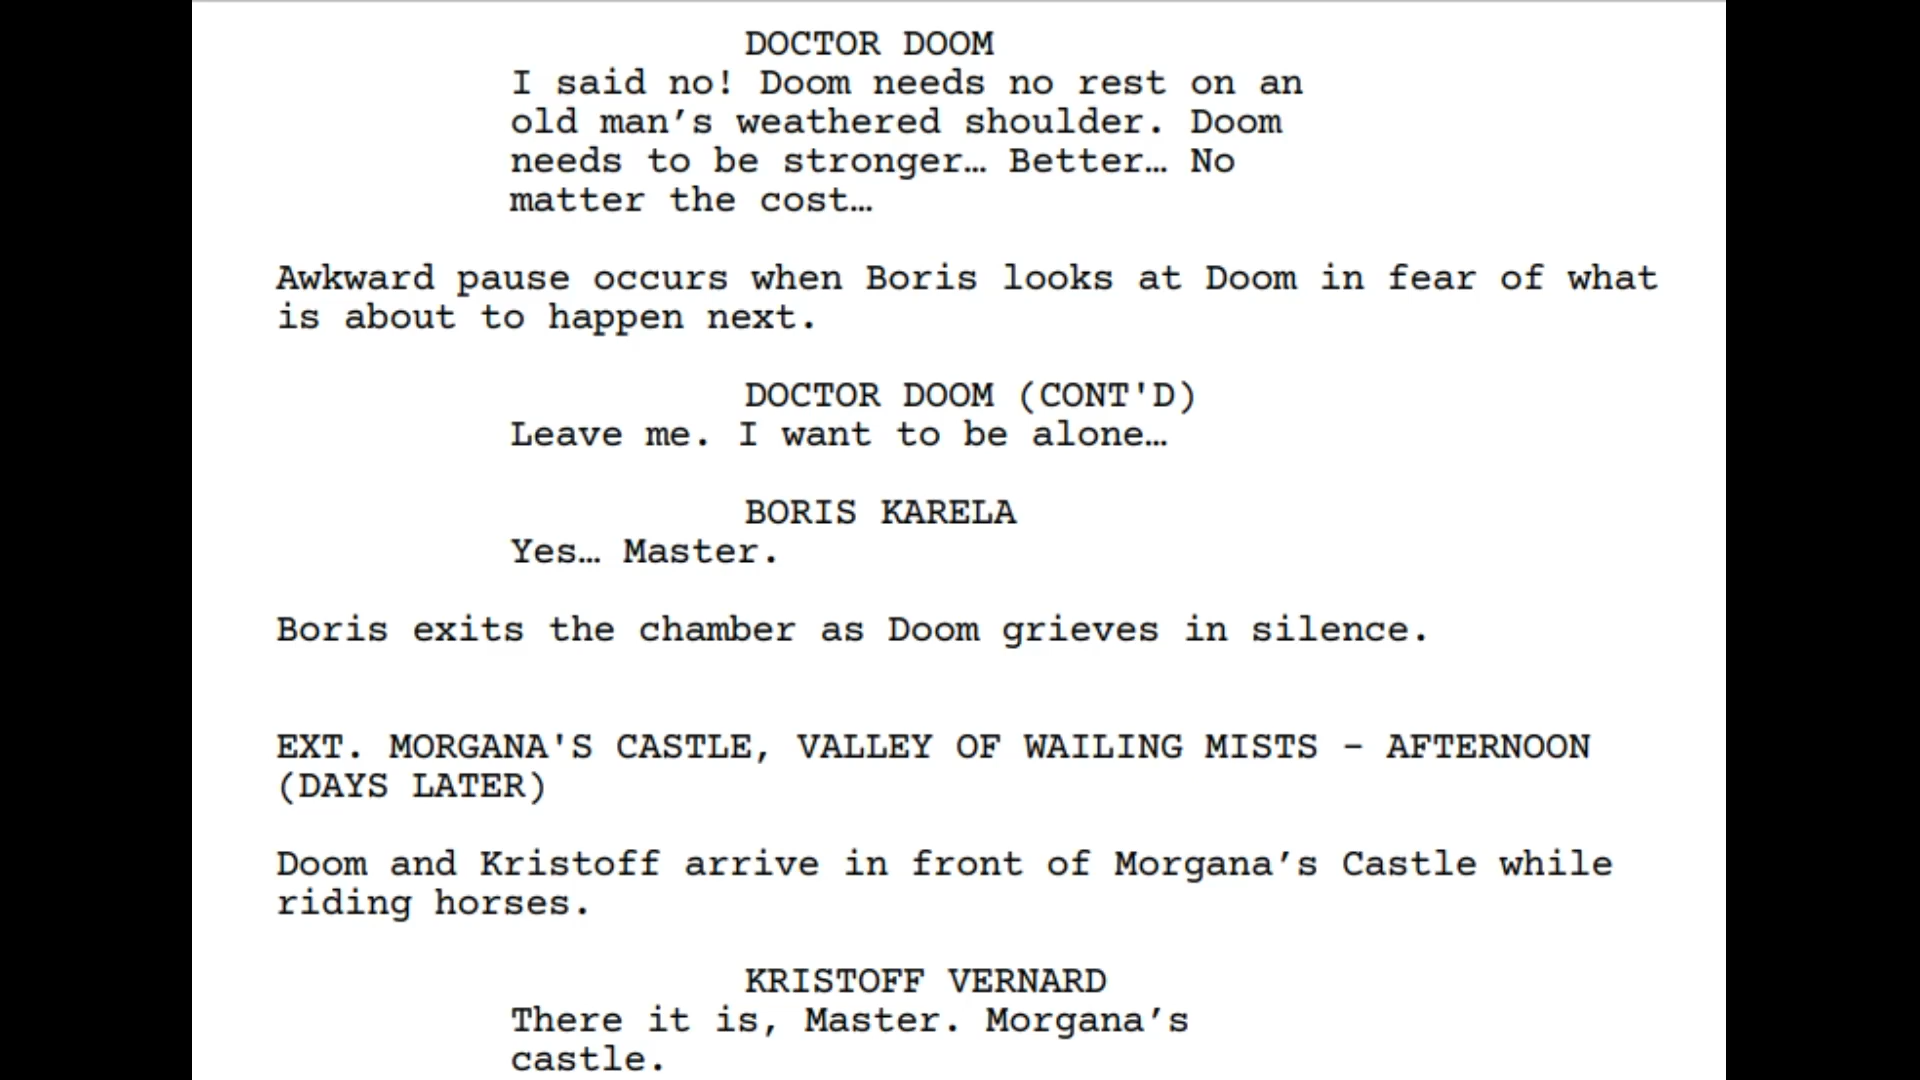 DOCTOR DOOM
I said no! Doom needs no rest on an
old man’s weathered shoulder. Doom
needs to be stronger… Better… No
matter the cost…
Awkward pause occurs when Boris looks at Doom in fear of what
is about to happen next.
DOCTOR DOOM (CONT'D)
Leave me. I want to be alone…
BORIS KARELA
Yes… Master.
Boris exits the chamber as Doom grieves in silence.
EXT. MORGANA'S CASTLE, VALLEY OF WAILING MISTS – AFTERNOON
(DAYS LATER)
Doom and Kristoff arrive in front of Morgana’s Castle while
riding horses.
KRISTOFF VERNARD
There it is, Master. Morgana’s
castle.